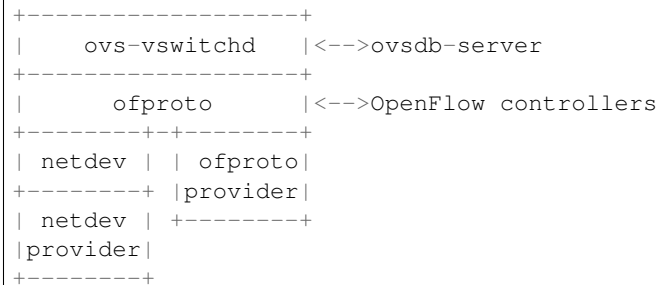 +-------------------+
|    ovs-vswitchd   |<-->ovsdb-server
+-------------------+
|      ofproto      |<-->OpenFlow controllers
+--------+-+--------+
| netdev | | ofproto|
+--------+ |provider|
| netdev | +--------+
|provider|
+--------+